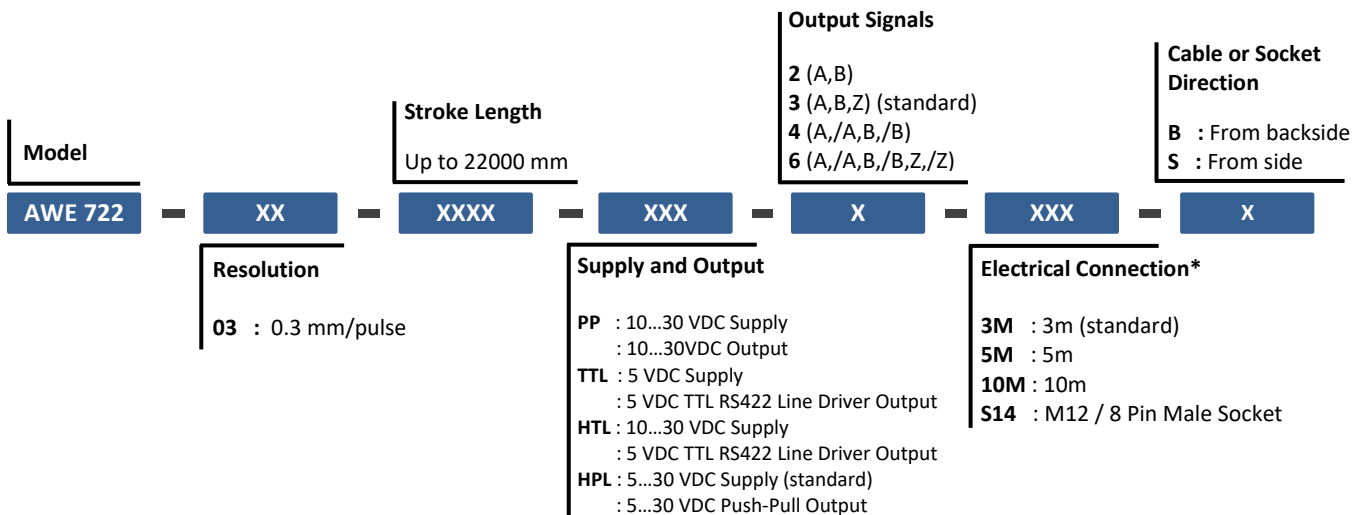 Model
Stroke Length
Up to 22000 mm
Output Signals
2 (A,B)
3 (A,B,Z) (standard)
4 (A,/A,B,/B)
6 (A,/A,B,/B,Z,/Z)
Cable or Socket
Direction
B : From backside
S : From side
AWE 722 – XX – XXXX – XXX – X – XXX – X
Resolution
03 : 0.3 mm/pulse
Supply and Output
PP : 10...30 VDC Supply
: 10...30VDC Output
TTL : 5 VDC Supply
: 5 VDC TTL RS422 Line Driver Output
HTL : 10...30 VDC Supply
: 5 VDC TTL RS422 Line Driver Output
HPL : 5...30 VDC Supply (standard)
: 5...30 VDC Push-Pull Output
Electrical Connection*
3M : 3m (standard)
5M : 5m
10M : 10m
S14 : M12 / 8 Pin Male Socket